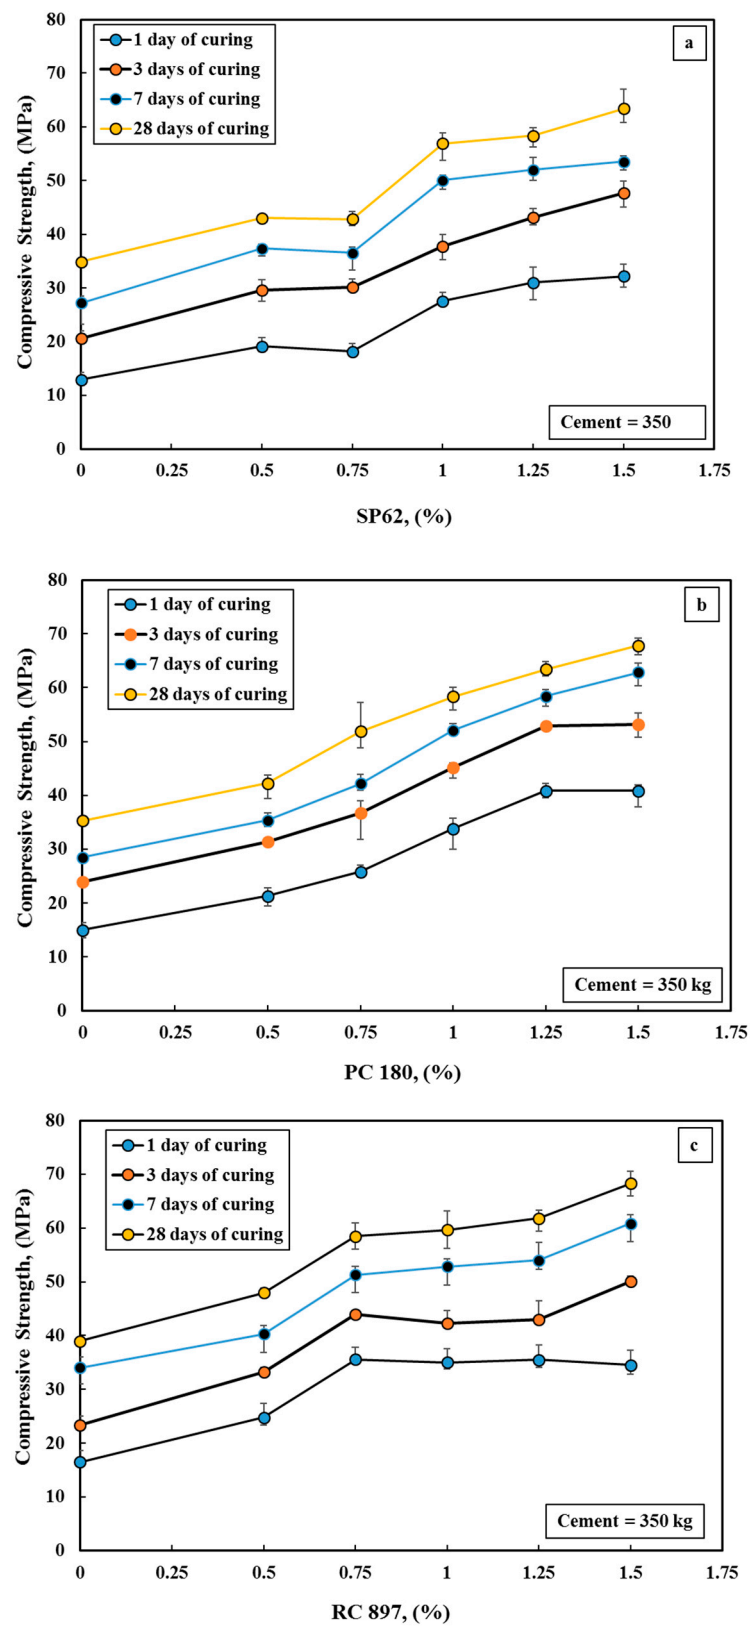 80
70
60
50
40
30
20
10
0
Compressive Strength, (MPa)
1 day of curing
3 days of curing
7 days of curing
28 days of curing
a
Cement = 350
0 0.25 0.5 0.75 1 1.25 1.5 1.75
SP62, (%)
80
70
60
50
40
30
20
10
0
Compressive Strength, (MPa)
1 day of curing
3 days of curing
7 days of curing
28 days of curing
b
Cement = 350 kg
0 0.25 0.5 0.75 1 1.25 1.5 1.75
PC 180, (%)
80
70
60
50
40
30
20
10
0
Compressive Strength, (MPa)
1 day of curing
3 days of curing
7 days of curing
28 days of curing
c
Cement = 350 kg
0 0.5 0.75 1 1.25 1.5 1.75
RC 897, (%)